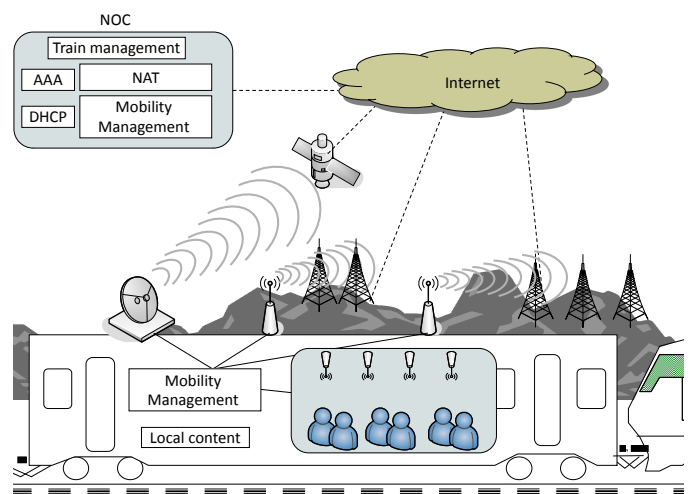 NOC
Train management
AAA
NAT
DHCP
Mobility
Management
Internet
Mobility
Management
Local content